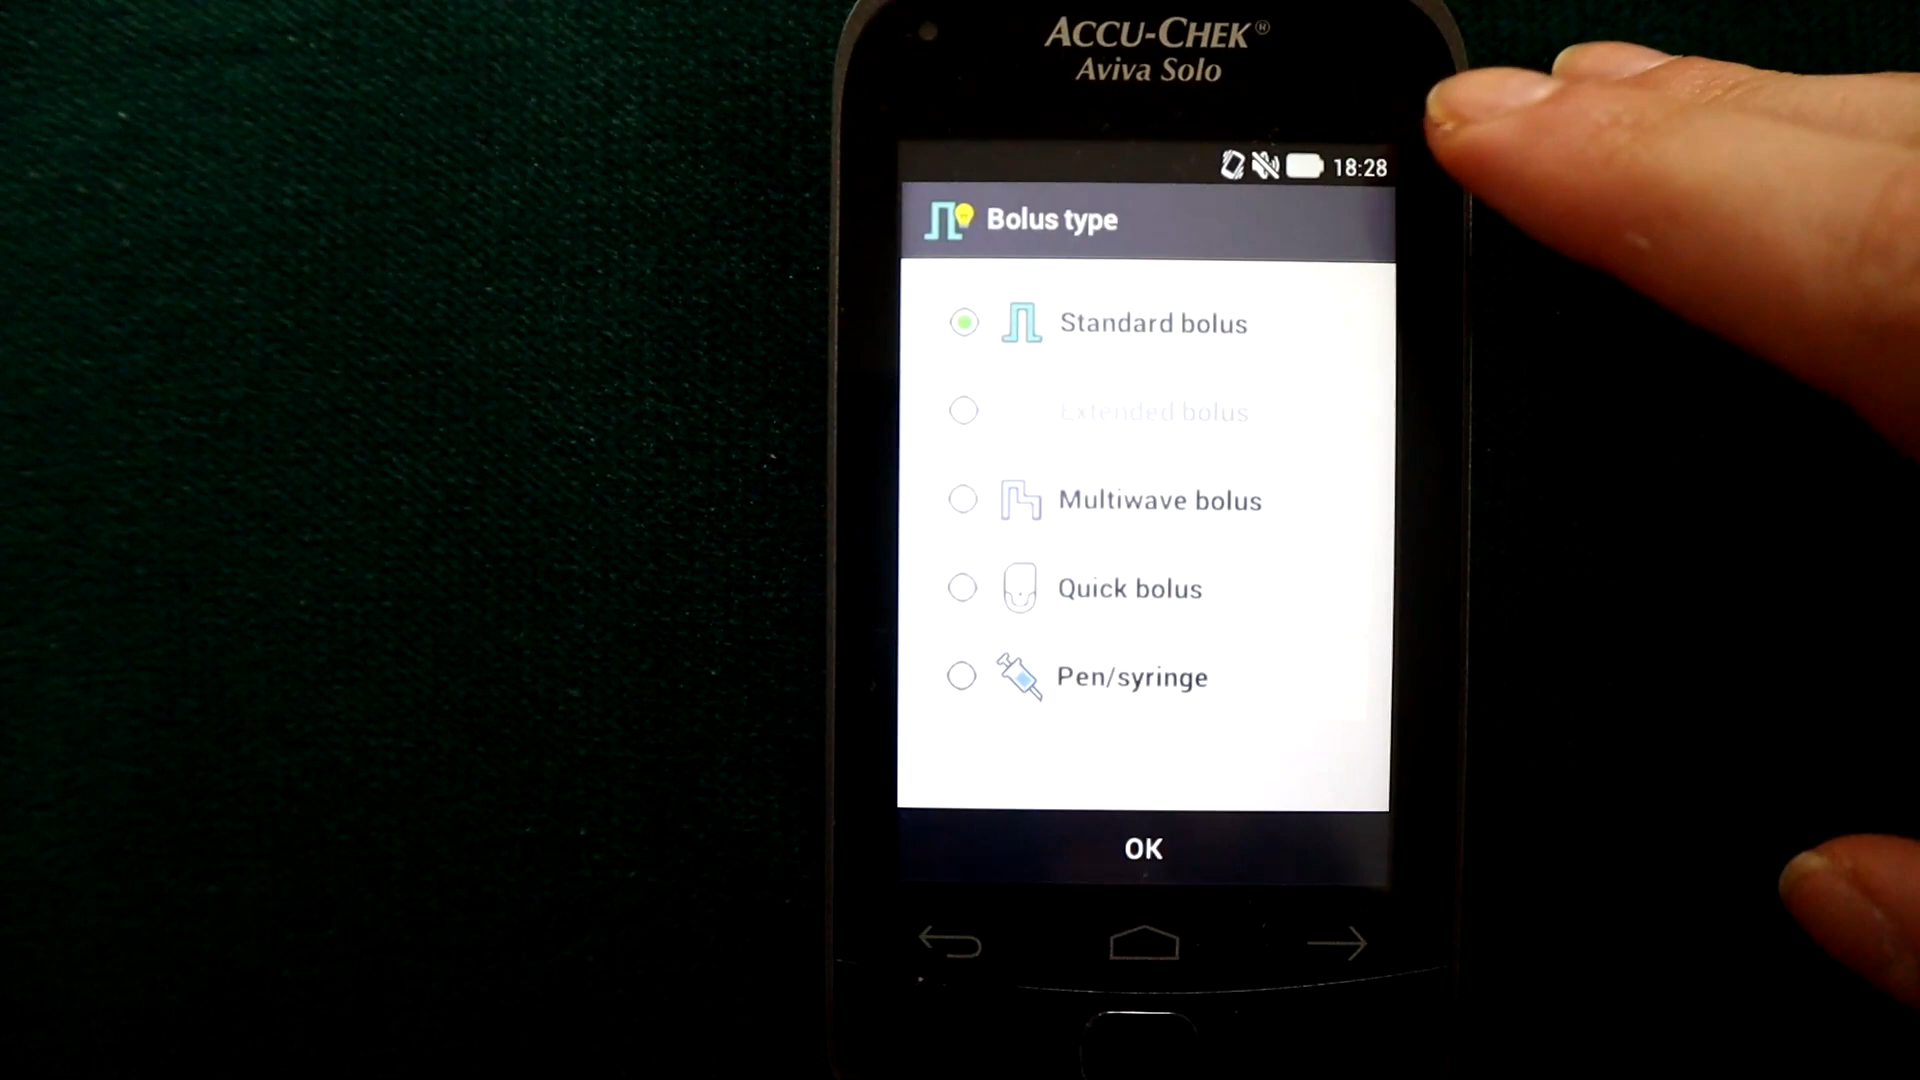 ACCU-CHEK®
Aviva Solo
18:28
Bolus type
Standard bolus
Extended bolus
Multiwave bolus
Quick bolus
Pen/syringe
OK